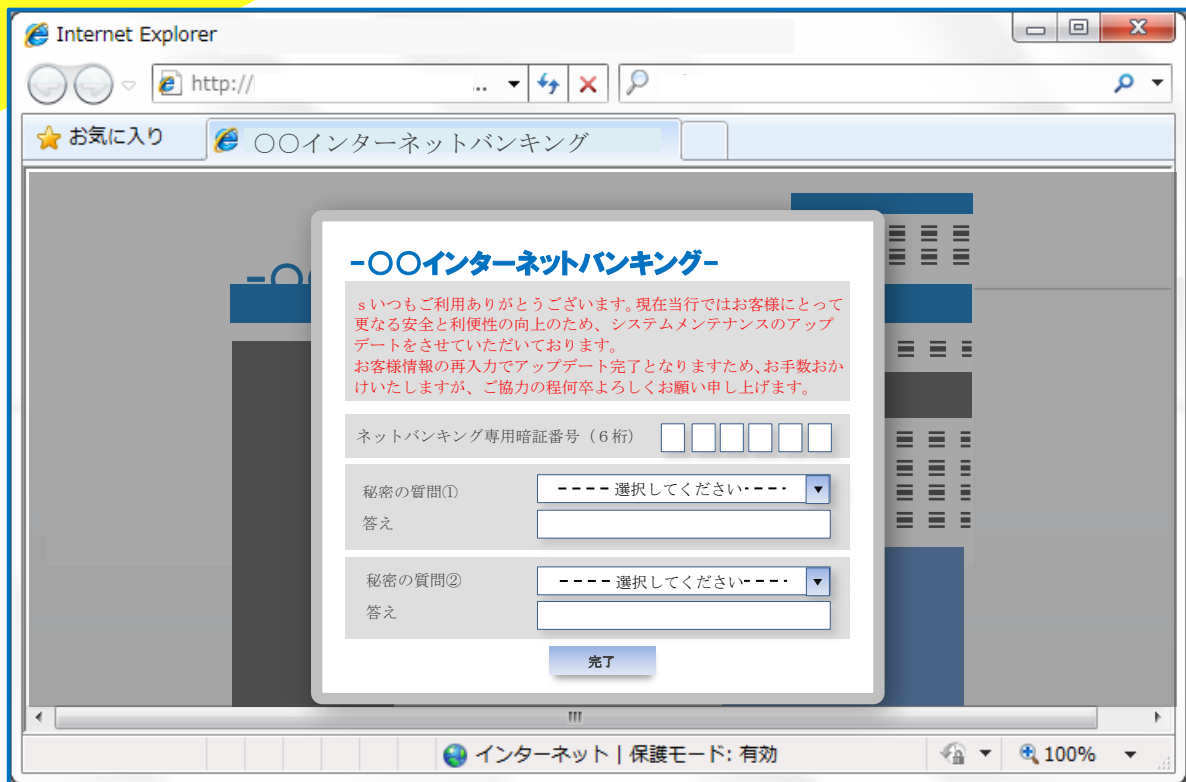 Internet Explorer
http://
...
お気に入り
〇〇インターネットバンキング
-〇〇インターネットバンキング-
ｓいつもご利用ありがとうございます。現在当行ではお客様にとって
更なる安全と利便性の向上のため、システムメンテナンスのアップ
デートをさせていただいております。
お客様情報の再入力でアップデート完了となりますため、お手数おか
けいたしますが、ご協力の程何卒よろしくお願い申し上げます。
ネットバンキング専用暗証番号（６桁）
秘密の質問①
----選択してください----
答え
秘密の質問②
----選択してください----
答え
完了
インターネット | 保護モード: 有効
100%